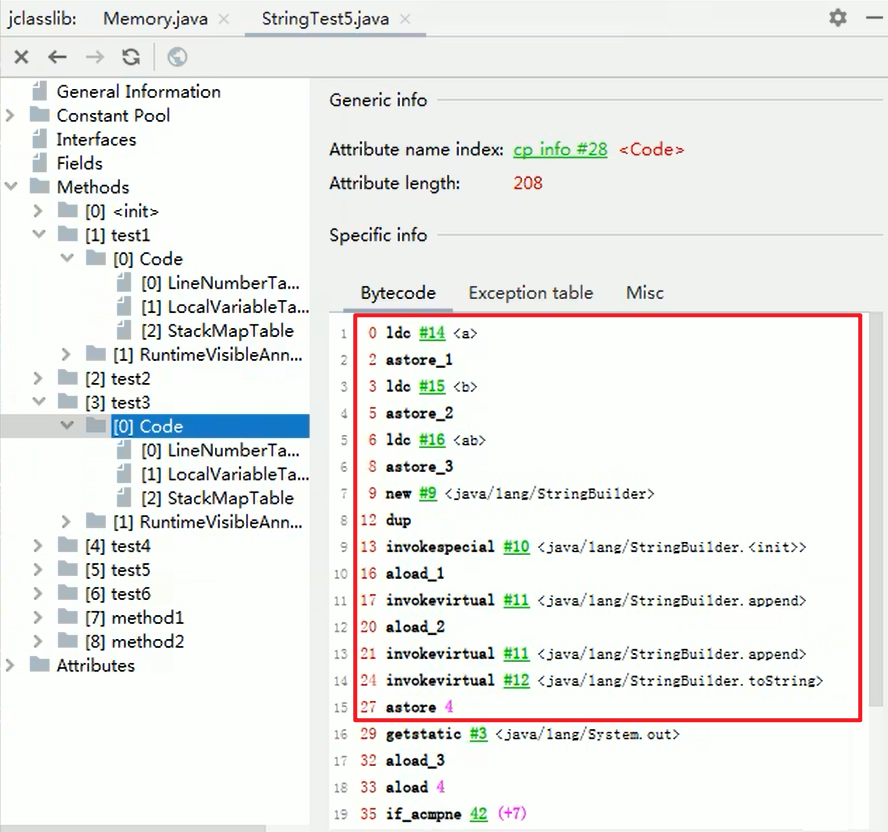 jclasslib: Memory.java StringTest5.java
General Information
Constant Pool
Interfaces
Fields
Methods
[0] <init>
[1] test1
[0] Code
[0] LineNumberTa...
[1] LocalVariableTa...
[2] StackMapTable
[1] RuntimeVisibleAnn...
[2] test2
[3] test3
[0] Code
[0] LineNumberTa...
[1] LocalVariableTa...
[2] StackMapTable
[1] RuntimeVisibleAnn...
[4] test4
[5] test5
[6] test6
[7] method1
[8] method2
Attributes
Generic info
Attribute name index: cp info #28 <Code>
Attribute length: 208
Specific info
Bytecode Exception table Misc
1 0 ldc #14 <a>
2 2 astore_1
3 3 ldc #15 <b>
4 5 astore_2
5 6 ldc #16 <ab>
6 8 astore_3
7 9 new #9 <java/lang/StringBuilder>
8 12 dup
9 13 invokespecial #10 <java/lang/StringBuilder.<init>>
10 16 aload_1
11 17 invokevirtual #11 <java/lang/StringBuilder.append>
12 20 aload_2
13 21 invokevirtual #11 <java/lang/StringBuilder.append>
14 24 invokevirtual #12 <java/lang/StringBuilder.toString>
15 27 astore 4
16 29 getstatic #3 <java/lang/System.out>
17 32 aload_3
18 33 aload 4
19 35 if_acmpne 42 (+7)